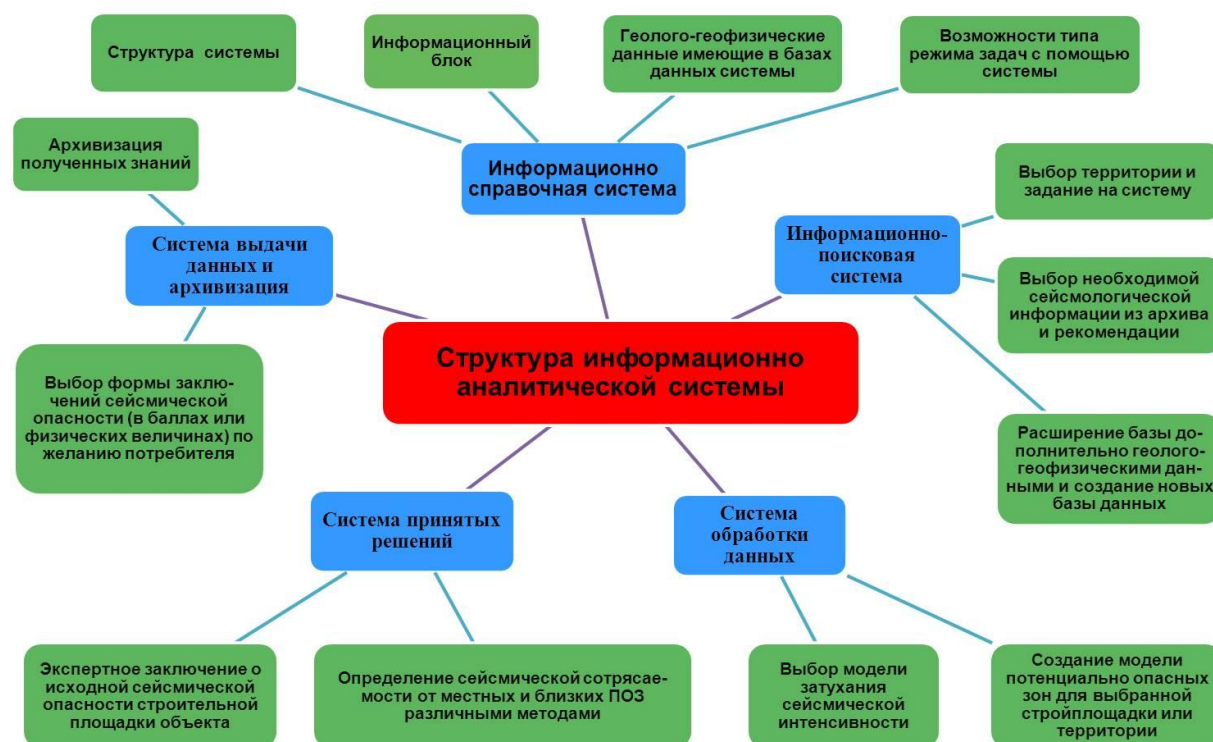 Структура системы
Информационный
блок
Геолого-геофизические
данные имеющие в базах
данных системы
Возможности типа
режима задач с помощью
системы
Архивизация
полученных знаний
Информационно
справочная система
Выбор территории и
задание на систему
Система выдачи
данных и
архивизация
Информационно-
поисковая
система
Выбор необходимой
сейсмологической
информации из архива
и рекомендации
Структура информационно
аналитической системы
Выбор формы заклю-
чений сейсмической
опасности (в баллах или
физических величинах) по
желанию потребителя
Расширение базы до-
полнительно геолого-
геофизическими дан-
ными и создание новых
базы данных
Система принятых
решений
Система
обработки
данных
Экспертное заключение о
исходной сейсмической
опасности строительной
площадки объекта
Определение сейсмической сотрясае-
мости от местных и близких ПОЗ
различными методами
Выбор модели
затухания
сейсмической
интенсивности
Создание модели
потенциально опасных
зон для выбранной
стройплощадки или
территории